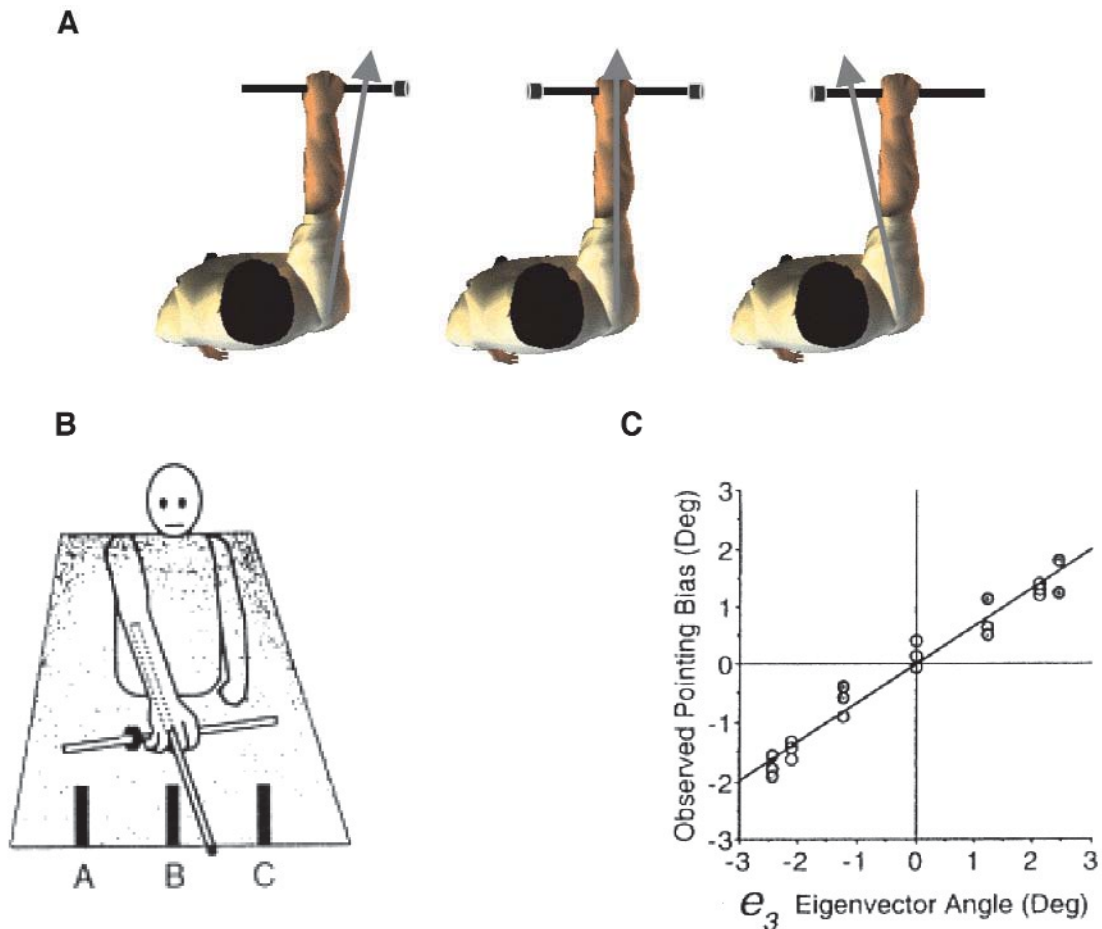 A
B
A B C
C
Observed Pointing Bias (Deg)
3
2
1
0
-1
-2
-3
-3 -2 -1 0 1 2 3
e3 Eigenvector Angle (Deg)